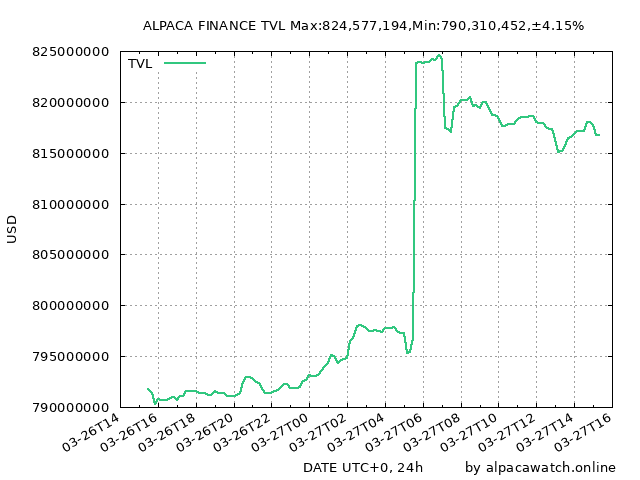 ALPACA FINANCE TVL Max:824,577,194,Min:790,310,452,±4.15%
TVL
825000000
820000000
815000000
810000000
805000000
800000000
795000000
790000000
USD
03-26T14
03-26T16
03-26T18
03-26T20
03-26T22
03-27T00
03-27T02
03-27T04
03-27T06
03-27T08
03-27T10
03-27T12
03-27T14
03-27T16
DATE UTC+0, 24h
by alpacawatch.online